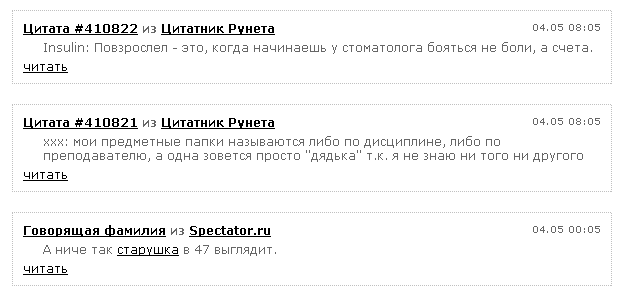 Цитата #410822 из Цитатник Рунета 04.05 08:05
Insulin: Повзрослел - это, когда начинаешь у стоматолога бояться не боли, а счета.
читать
Цитата #410821 из Цитатник Рунета 04.05 08:05
xxx: мои предметные папки называются либо по дисциплине, либо по
преподавателю, а одна зовется просто "дядька" т.к. я не знаю ни того ни другого
читать
Говорящая фамилия из Spectator.ru 04.05 00:05
А ниче так старушка в 47 выглядит.
читать